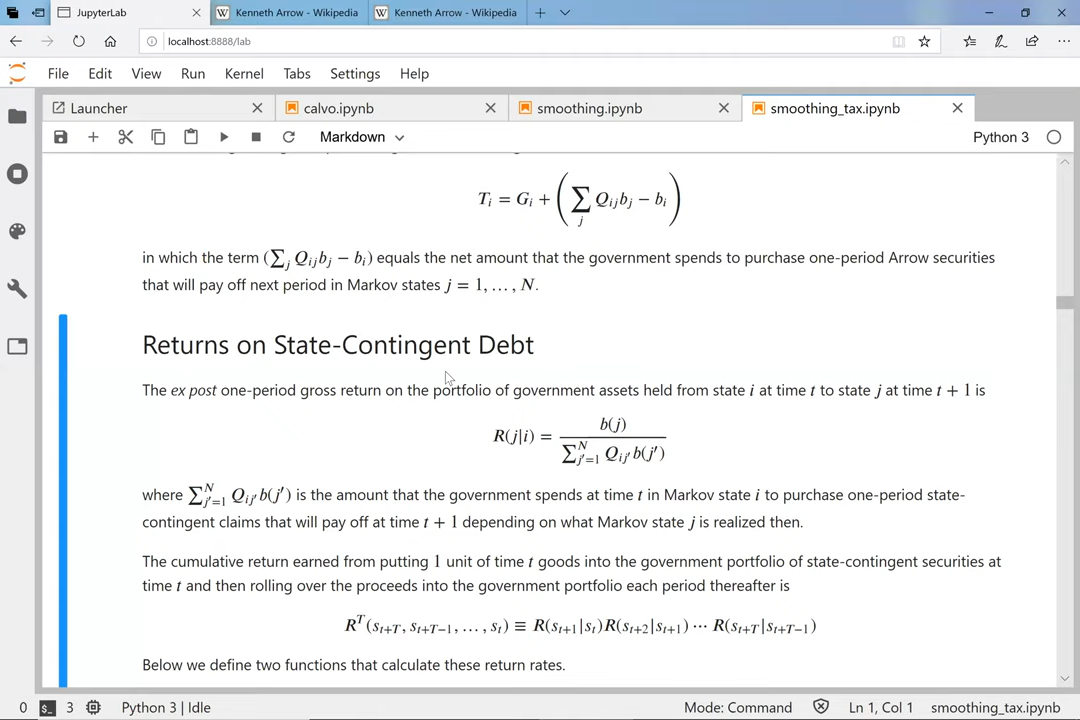 JupyterLab
Kenneth Arrow - Wikipedia
Kenneth Arrow - Wikipedia
localhost:8888/lab
File Edit View Run Kernel Tabs Settings Help
Launcher
calvo.ipynb
smoothing.ipynb
smoothing_tax.ipynb
Markdown
Python 3
T_i = G_i + (∑_j Q_{ij}b_j − b_i)
in which the term (∑_j Q_{ij}b_j − b_i) equals the net amount that the government spends to purchase one-period Arrow securities
that will pay off next period in Markov states j = 1, … , N.
Returns on State-Contingent Debt
The ex post one-period gross return on the portfolio of government assets held from state i at time t to state j at time t + 1 is
R(j|i) = b(j) / ∑_{j′=1}^N Q_{ij′}b(j′)
where ∑_{j′=1}^N Q_{ij′}b(j′) is the amount that the government spends at time t in Markov state i to purchase one-period state-
contingent claims that will pay off at time t + 1 depending on what Markov state j is realized then.
The cumulative return earned from putting 1 unit of time t goods into the government portfolio of state-contingent securities at
time t and then rolling over the proceeds into the government portfolio each period thereafter is
R^T(s_{t+T}, s_{t+T−1}, … , s_t) ≡ R(s_{t+1}|s_t)R(s_{t+2}|s_{t+1}) ⋯ R(s_{t+T}|s_{t+T−1})
Below we define two functions that calculate these return rates.
0 3 Python 3 | Idle
Mode: Command
Ln 1, Col 1
smoothing_tax.ipynb